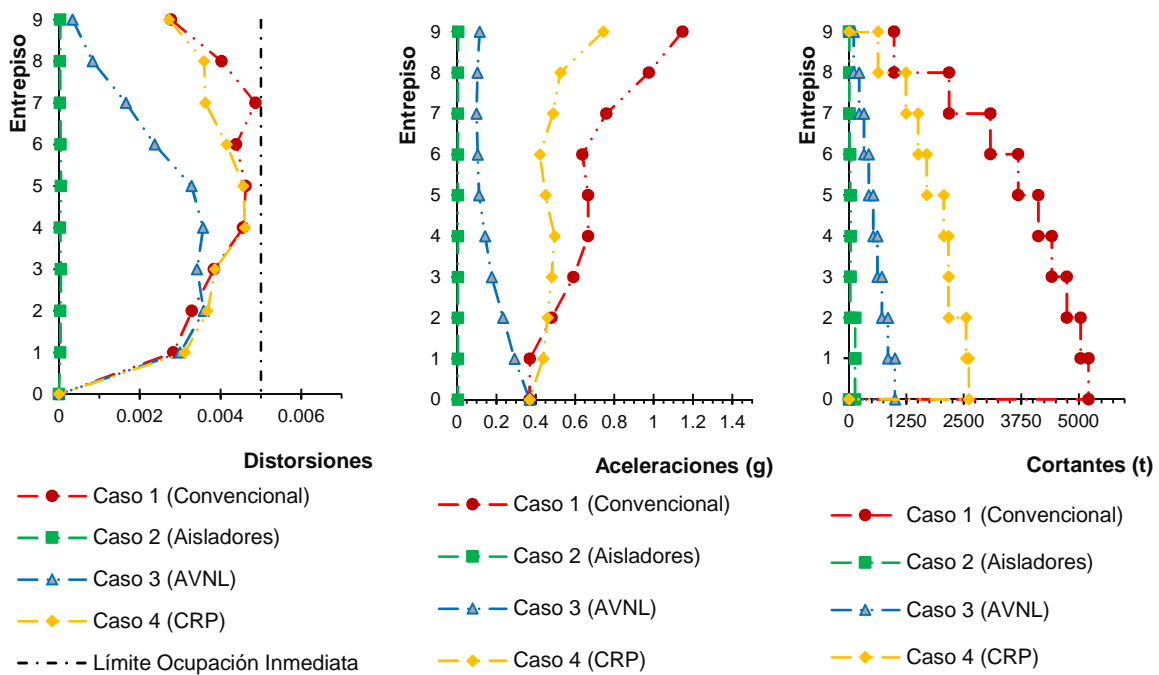 Entrepiso
9
8
7
6
5
4
3
2
1
0
0
0.002
0.004
0.006
Distorsiones
Caso 1 (Convencional)
Caso 2 (Aisladores)
Caso 3 (AVNL)
Caso 4 (CRP)
Límite Ocupación Inmediata
Entrepiso
9
8
7
6
5
4
3
2
1
0
0
0.2
0.4
0.6
0.8
1
1.2
1.4
Aceleraciones (g)
Caso 1 (Convencional)
Caso 2 (Aisladores)
Caso 3 (AVNL)
Caso 4 (CRP)
Entrepiso
9
8
7
6
5
4
3
2
1
0
0
1250
2500
3750
5000
Cortantes (t)
Caso 1 (Convencional)
Caso 2 (Aisladores)
Caso 3 (AVNL)
Caso 4 (CRP)